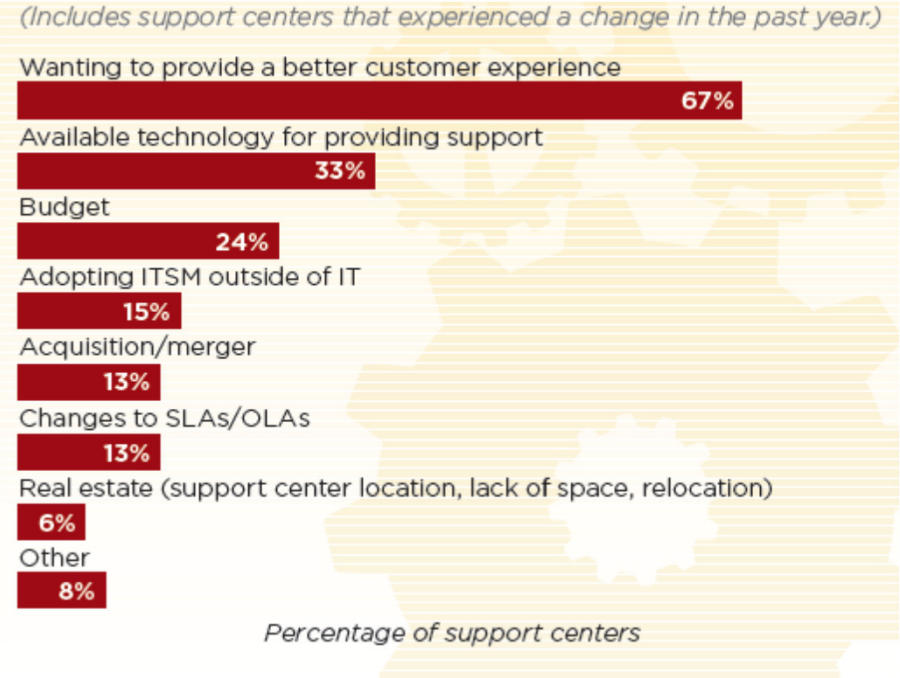 (Includes support centers that experienced a change in the past year.)
Wanting to provide a better customer experience
67%
Available technology for providing support
33%
Budget
24%
Adopting ITSM outside of IT
15%
Acquisition/merger
13%
Changes to SLAs/OLAs
13%
Real estate (support center location, lack of space, relocation)
6%
Other
8%
Percentage of support centers